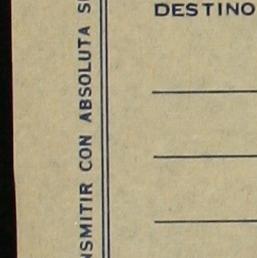 DESTINO
NSMITIR CON ABSOLUTA S